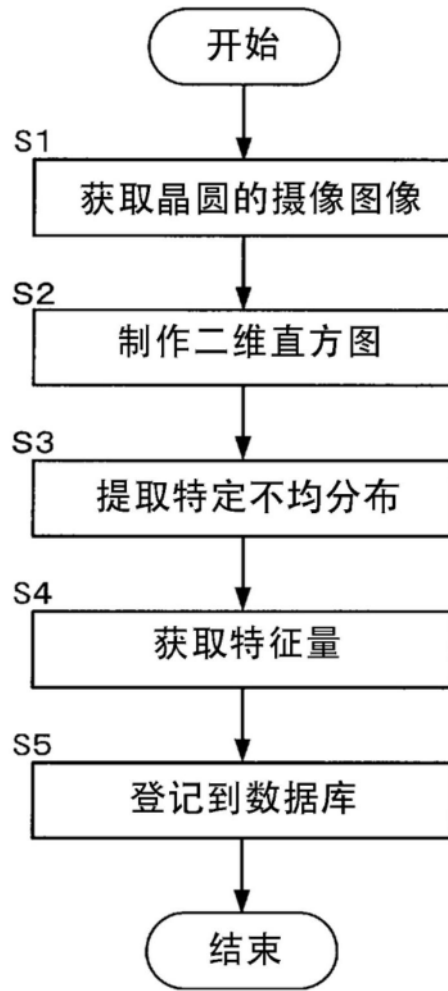 开始
S1
获取晶圆的摄像图像
S2
制作二维直方图
S3
提取特定不均分布
S4
获取特征量
S5
登记到数据库
结束